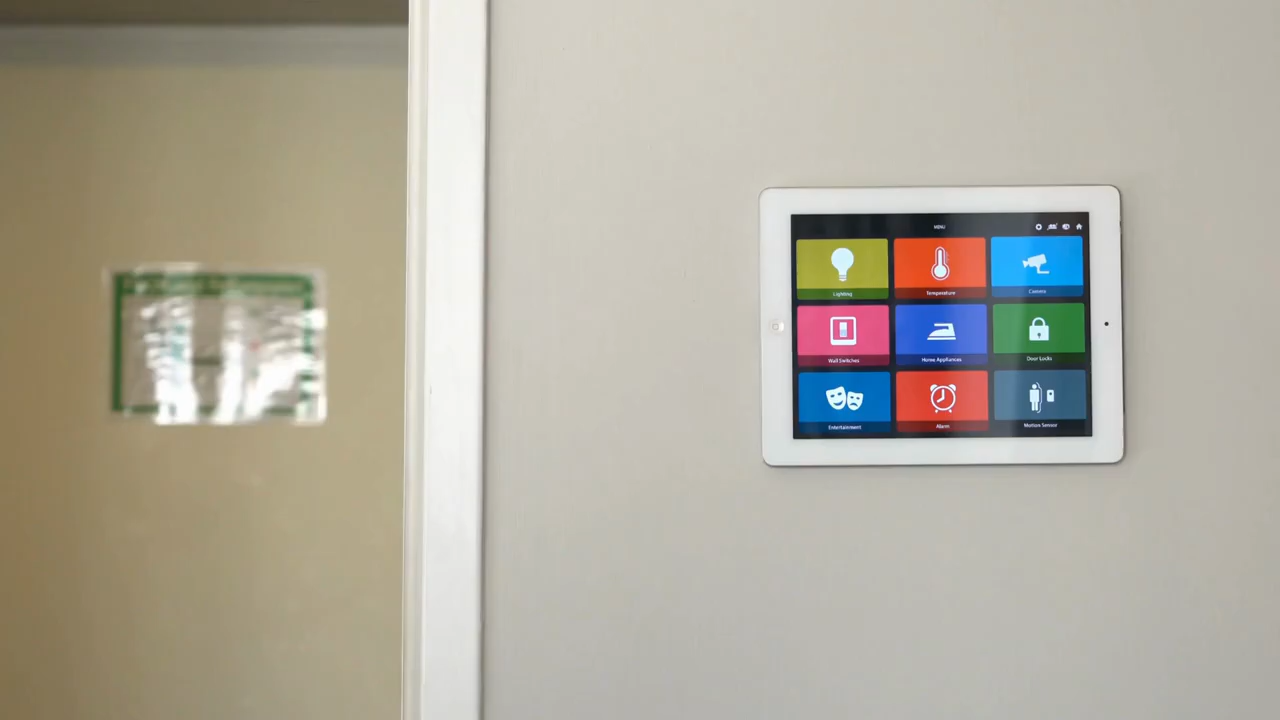 MENU
Lighting
Temperature
Camera
Wall Switches
Home Appliances
Door Locks
Entertainment
Alarm
Motion Sensor